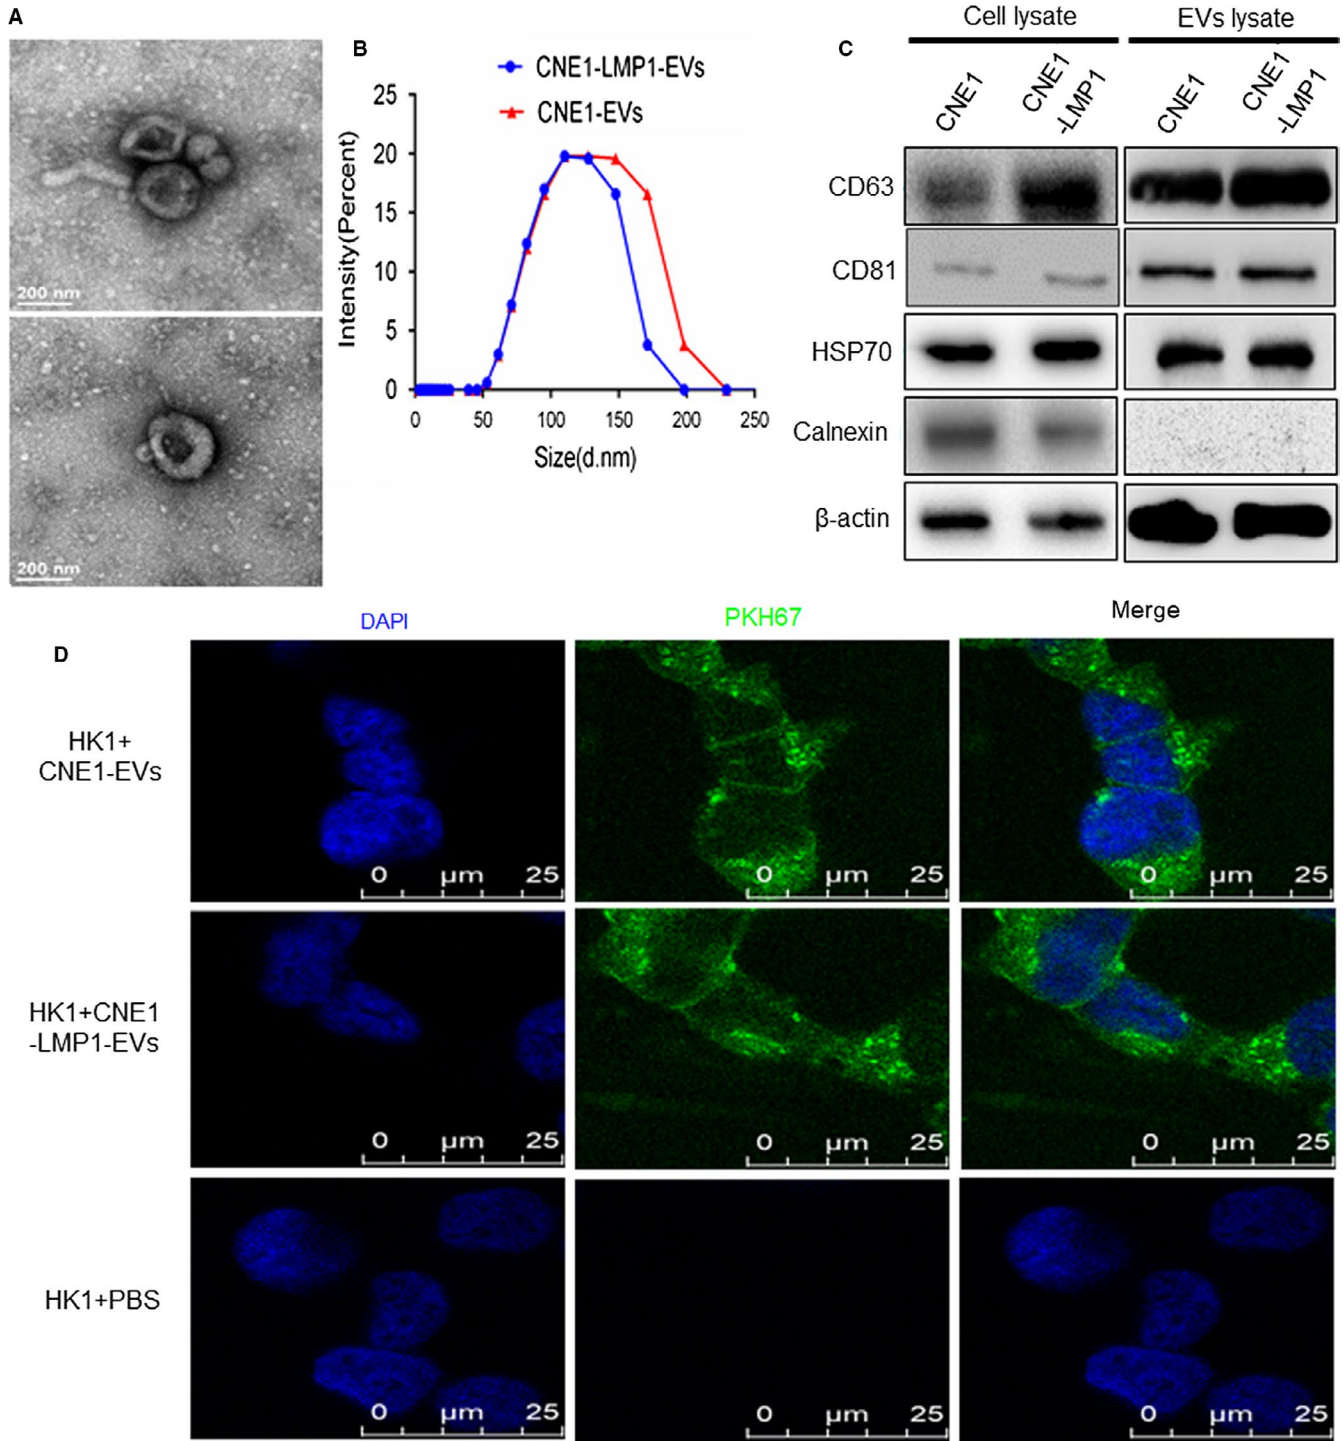 A
200 nm
200 nm
B
CNE1-LMP1-EVs
CNE1-EVs
Intensity(Percent)
25
20
15
10
5
0
0 50 100 150 200 250
Size(d.nm)
C
Cell lysate EVs lysate
CNE1 CNE1 -LMP1 CNE1 CNE1 -LMP1
CD63
CD81
HSP70
Calnexin
β-actin
D
DAPI PKH67 Merge
HK1+
CNE1-EVs
0 µm 25 0 µm 25 0 µm 25
HK1+CNE1
-LMP1-EVs
0 µm 25 0 µm 25 0 µm 25
HK1+PBS
0 µm 25 0 µm 25 0 µm 25